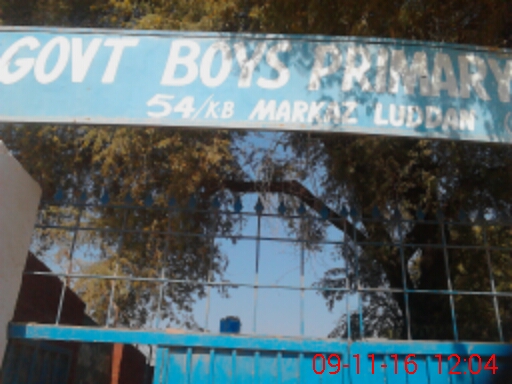 GOVT BOYS PRIMARY
54/KB MARKAZ LUDDAN
09-11-16 12:04